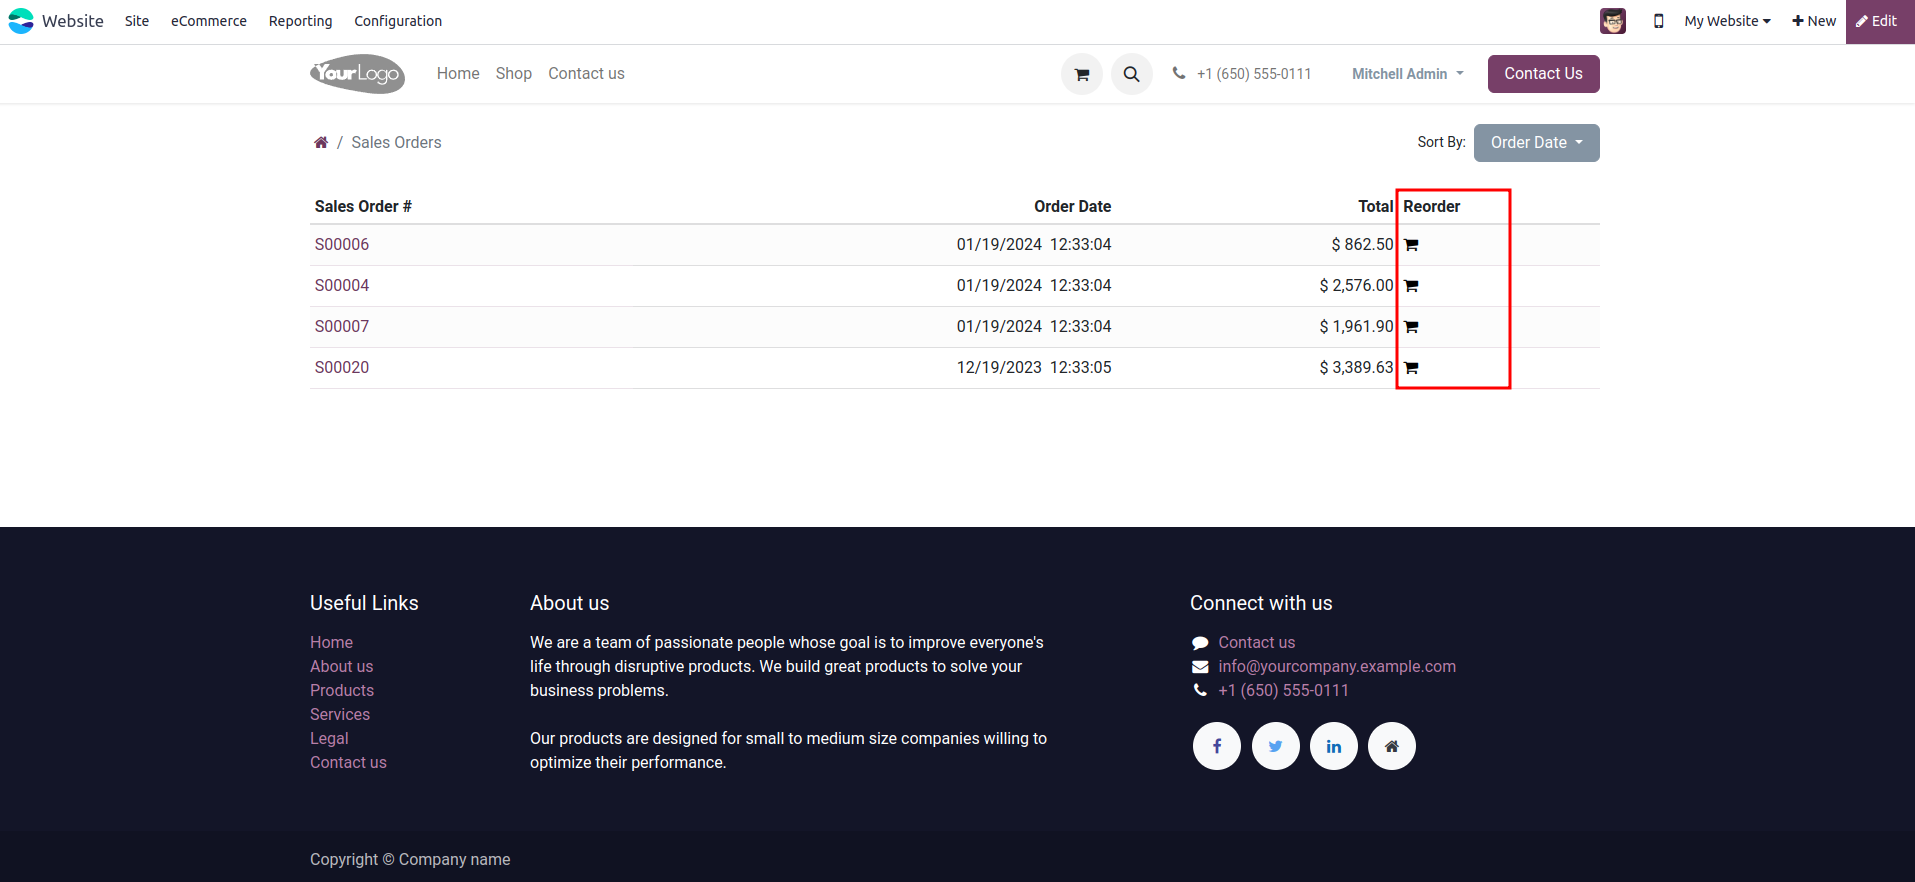 Website Site eCommerce Reporting Configuration My Website New Edit
YourLogo Home Shop Contact us +1 (650) 555-0111 Mitchell Admin Contact Us
/ Sales Orders Sort By: Order Date
Sales Order # Order Date Total Reorder
S00006 01/19/2024 12:33:04 $ 862.50
S00004 01/19/2024 12:33:04 $ 2,576.00
S00007 01/19/2024 12:33:04 $ 1,961.90
S00020 12/19/2023 12:33:05 $ 3,389.63
Useful Links
Home
About us
Products
Services
Legal
Contact us
About us
We are a team of passionate people whose goal is to improve everyone's
life through disruptive products. We build great products to solve your
business problems.
Our products are designed for small to medium size companies willing to
optimize their performance.
Connect with us
Contact us
info@yourcompany.example.com
+1 (650) 555-0111
Copyright © Company name